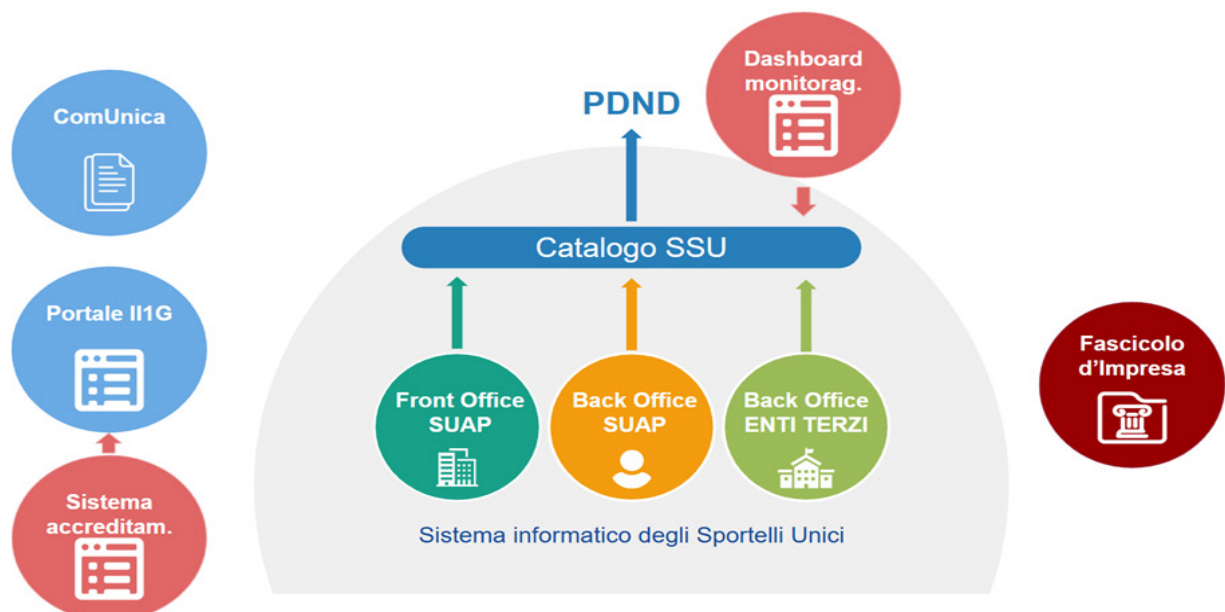 ComUnica
Portale II1G
Sistema
accreditam.
PDND
Dashboard
monitorag.
Catalogo SSU
Front Office
SUAP
Back Office
SUAP
Back Office
ENTI TERZI
Sistema informatico degli Sportelli Unici
Fascicolo
d'Impresa